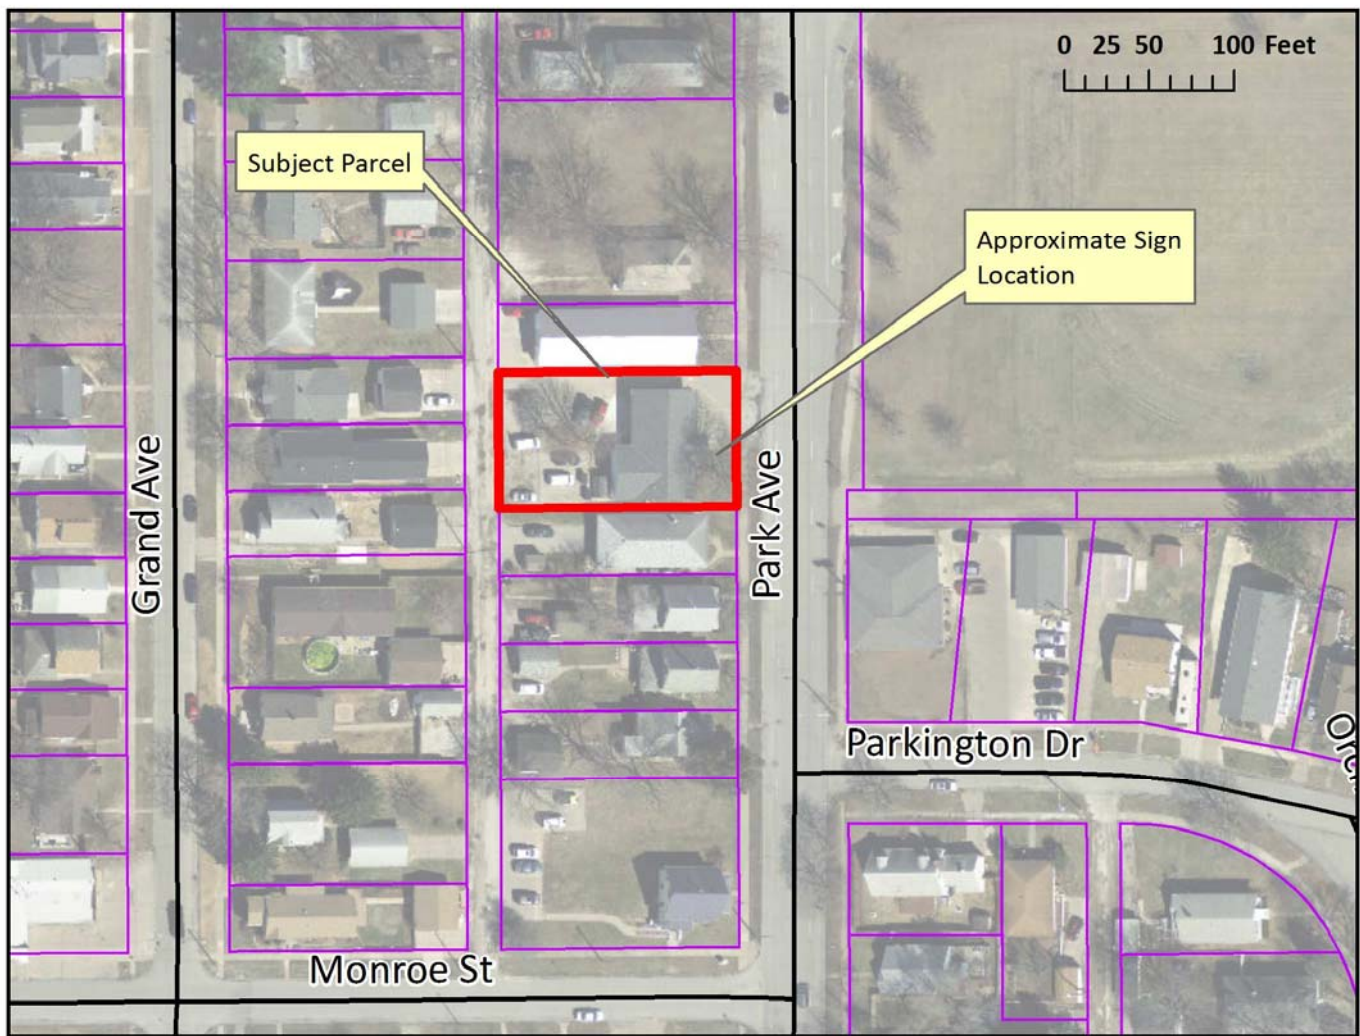 0 25 50 100 Feet
Subject Parcel
Approximate Sign
Location
Grand Ave
Park Ave
Parkington Dr
Monroe St